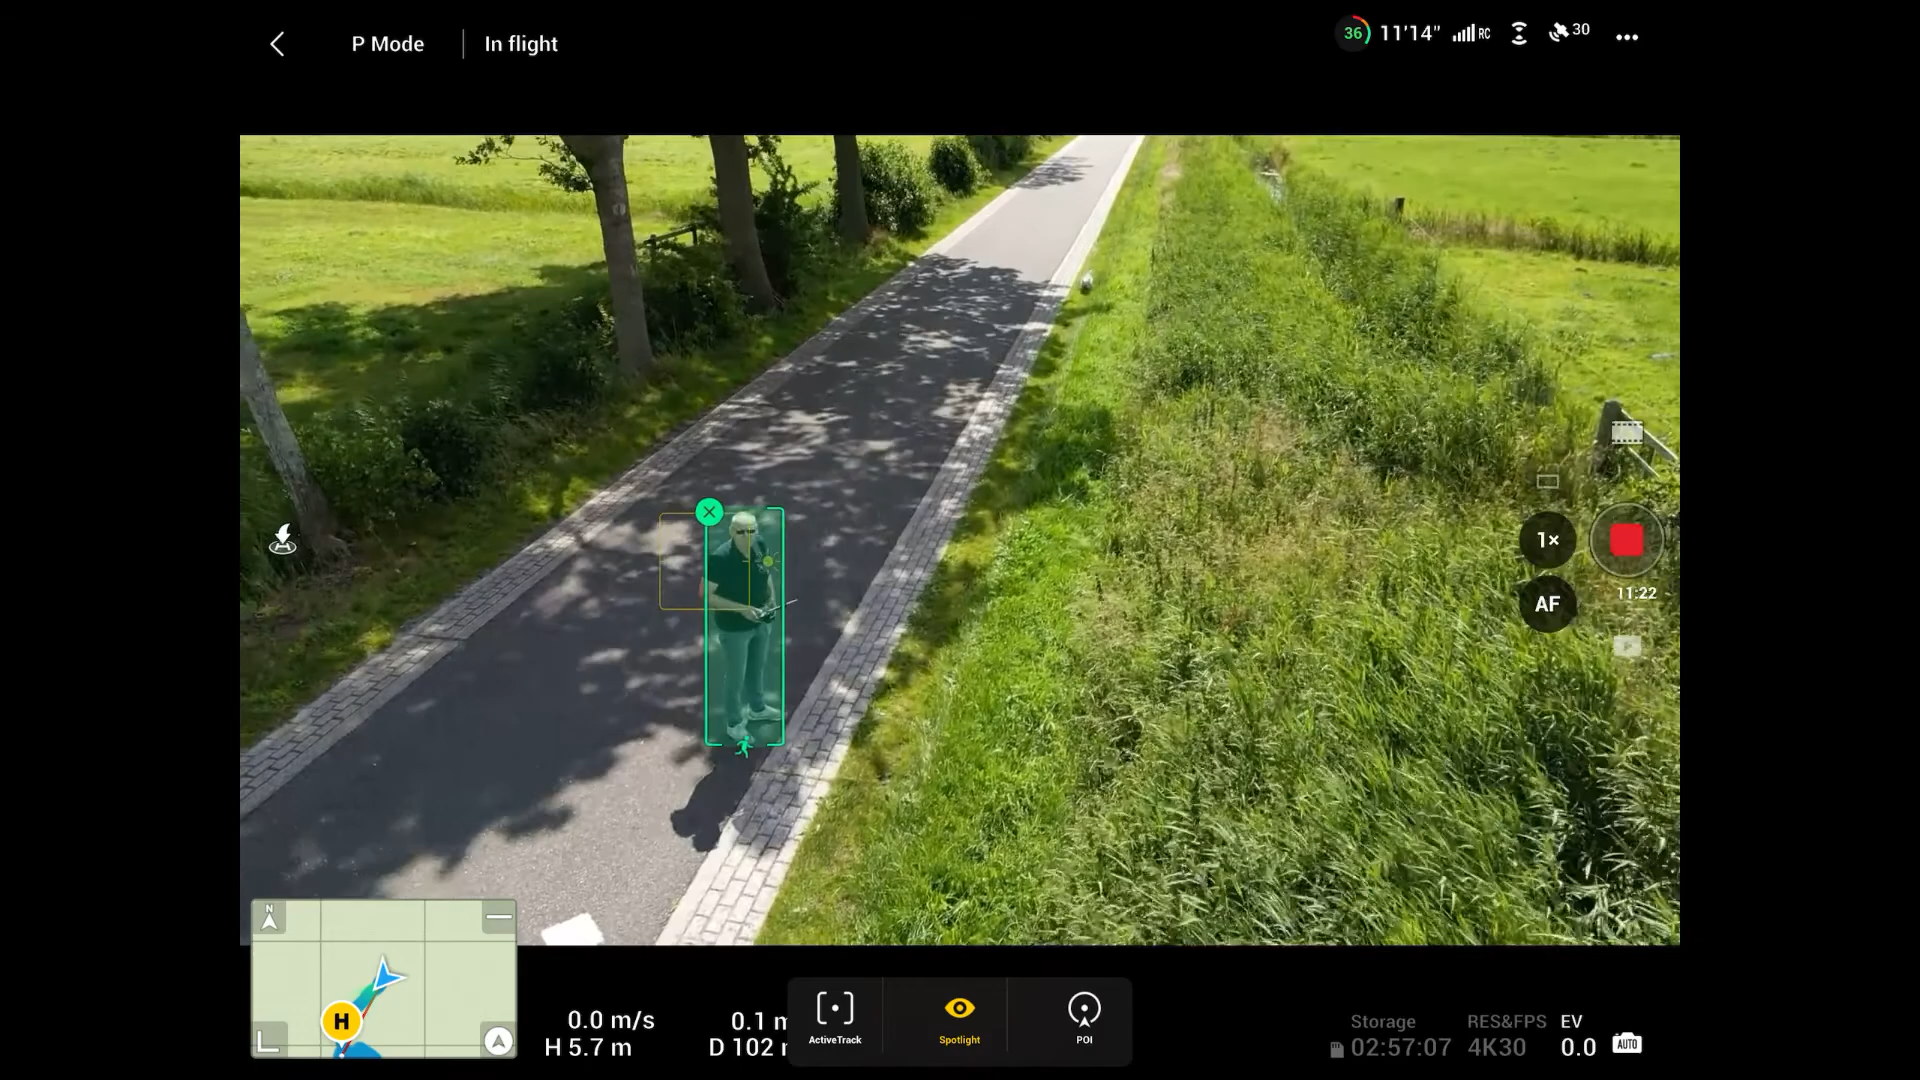 P Mode
In flight
36
11'14"
RC
30
1×
AF
11:22
N
H
0.0 m/s
H 5.7 m
0.1 m
D 102 m
ActiveTrack
Spotlight
POI
Storage
02:57:07
RES&FPS
4K30
EV
0.0
AUTO